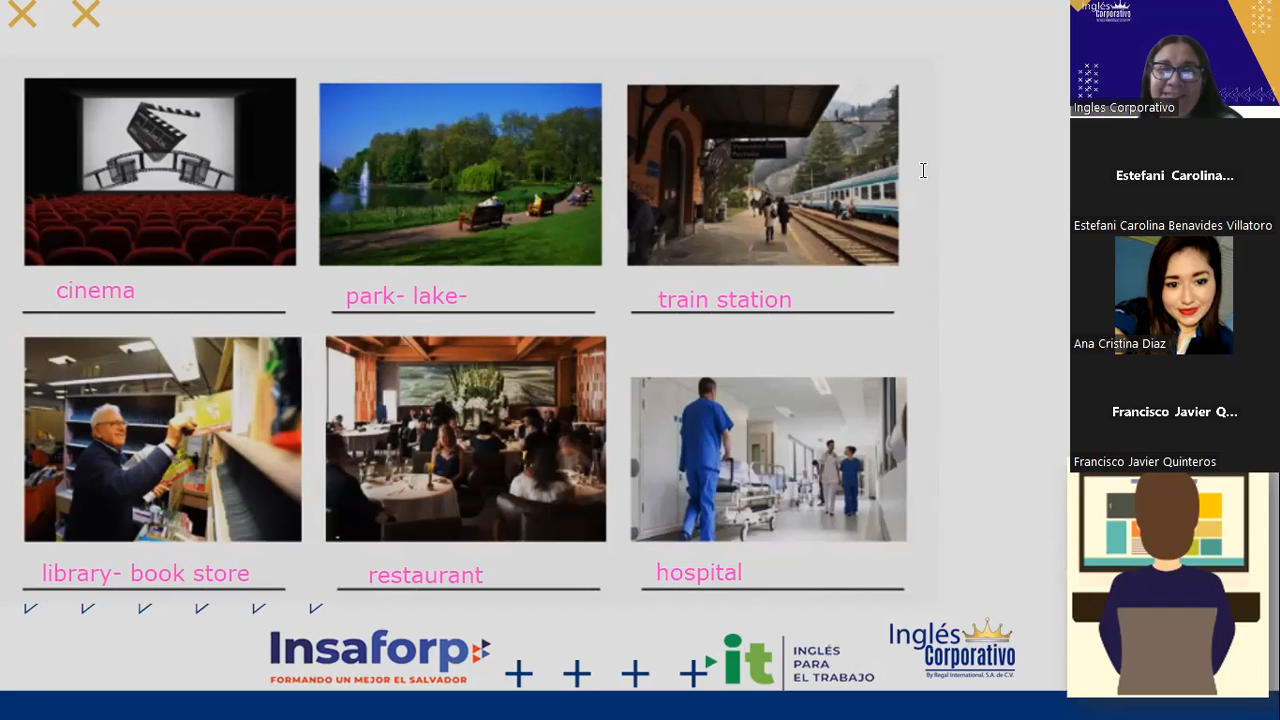 cinema
park- lake-
train station
library- book store
restaurant
hospital
Insaforp
FORMANDO UN MEJOR EL SALVADOR
it
INGLÉS
PARA
EL TRABAJO
Inglés
Corporativo
By Regal International, S.A. de C.V.
Inglés
Corporativo
Ingles Corporativo
Estefani Carolina...
Estefani Carolina Benavides Villatoro
Ana Cristina Diaz
Francisco Javier Q...
Francisco Javier Quinteros